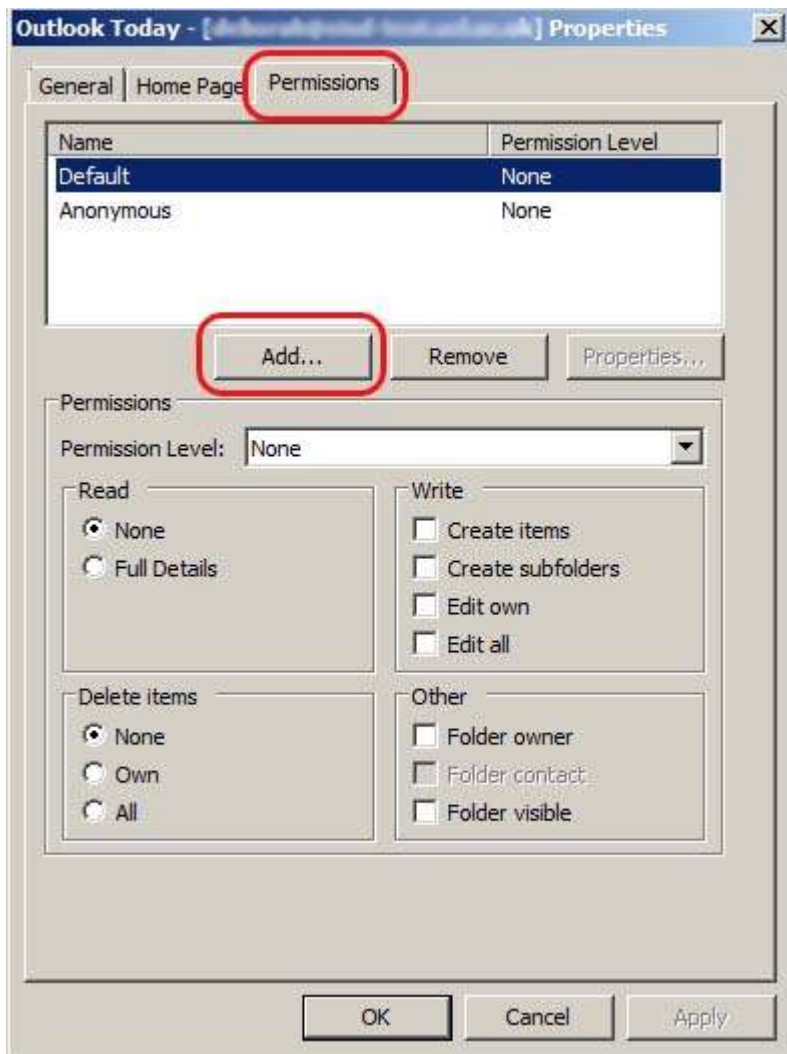 Outlook Today - [ ] Properties
General Home Page Permissions
Name Permission Level
Default None
Anonymous None
Add... Remove Properties...
Permissions
Permission Level: None
Read Write
None Create items
Full Details Create subfolders
Edit own
Edit all
Delete items Other
None Folder owner
Own Folder contact
All Folder visible
OK Cancel Apply